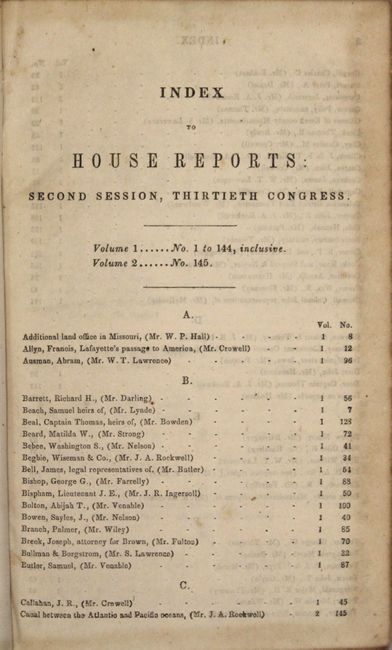 INDEX
TO
HOUSE REPORTS:
SECOND SESSION, THIRTIETH CONGRESS.
Volume 1......No. 1 to 144, inclusive.
Volume 2......No. 145.
A.
Vol. No.
Additional land office in Missouri, (Mr. W. P. Hall) - - - 1 8
Allyn, Francis, Lafayette's passage to America, (Mr. Crowell) - - 1 12
Ausman, Abram, (Mr. W. T. Lawrence) - - - - 1 96
B.
Barrett, Richard H., (Mr. Darling) - - - - - 1 56
Beach, Samuel heirs of, (Mr. Lynde) - - - - - 1 7
Beal, Captain Thomas, heirs of, (Mr. Bowden) - - - - 1 128
Beard, Matilda W., (Mr. Strong) - - - - - 1 72
Bebee, Washington S., (Mr. Nelson) - - - - - 1 41
Begbie, Wiseman & Co., (Mr. J. A. Rockwell) - - - - 1 34
Bell, James, legal representatives of, (Mr. Butler) - - - - 1 51
Bishop, George G., (Mr. Farrelly) - - - - - 1 88
Bispham, Lieutenant J. E., (Mr. J. R. Ingersoll) - - - - 1 50
Bolton, Abijah T., (Mr. Venable) - - - - - 1 100
Bowen, Sayles, J., (Mr. Nelson) - - - - - 1 40
Branch, Palmer, (Mr. Wiley) - - - - - 1 85
Breek, Joseph, attorney for Brown, (Mr. Fulton) - - - - 1 70
Bullman & Borgstrom, (Mr. S. Lawrence) - - - - 1 22
Butler, Samuel, (Mr. Venable) - - - - - 1 87
C.
Callahan, J. R., (Mr. Crowell) - - - - - 1 45
Canal between the Atlantic and Pacific oceans, (Mr. J. A. Rockwell) - - 2 145